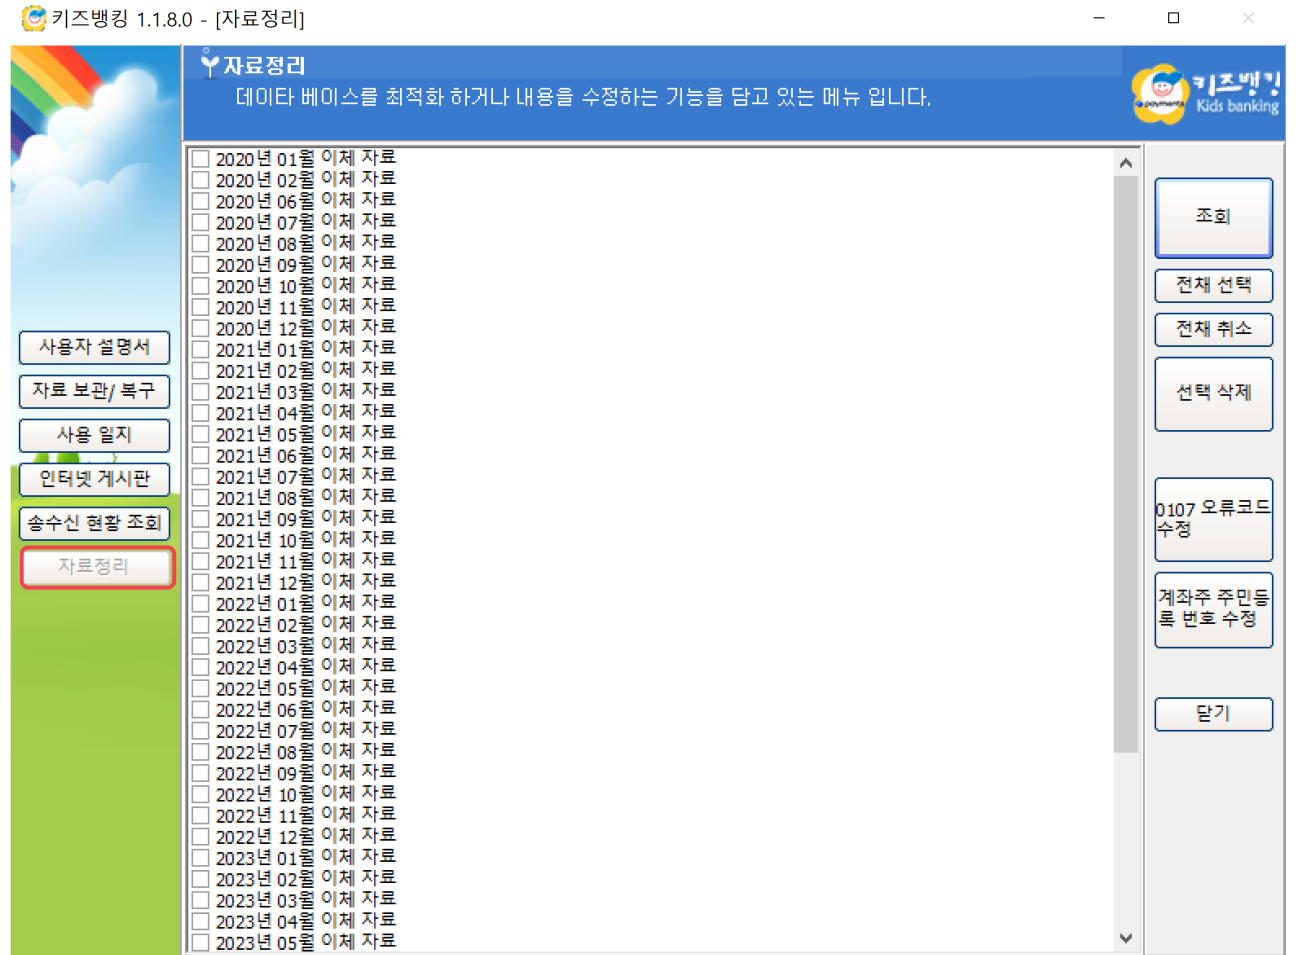 키즈뱅킹 1.1.8.0 - [자료정리]
자료정리
데이타 베이스를 최적화 하거나 내용을 수정하는 기능을 담고 있는 메뉴 입니다.
payments
키즈뱅킹
Kids banking
사용자 설명서
자료 보관/ 복구
사용 일지
인터넷 게시판
송수신 현황 조회
자료정리
2020년 01월 이체 자료
2020년 02월 이체 자료
2020년 06월 이체 자료
2020년 07월 이체 자료
2020년 08월 이체 자료
2020년 09월 이체 자료
2020년 10월 이체 자료
2020년 11월 이체 자료
2020년 12월 이체 자료
2021년 01월 이체 자료
2021년 02월 이체 자료
2021년 03월 이체 자료
2021년 04월 이체 자료
2021년 05월 이체 자료
2021년 06월 이체 자료
2021년 07월 이체 자료
2021년 08월 이체 자료
2021년 09월 이체 자료
2021년 10월 이체 자료
2021년 11월 이체 자료
2021년 12월 이체 자료
2022년 01월 이체 자료
2022년 02월 이체 자료
2022년 03월 이체 자료
2022년 04월 이체 자료
2022년 05월 이체 자료
2022년 06월 이체 자료
2022년 07월 이체 자료
2022년 08월 이체 자료
2022년 09월 이체 자료
2022년 10월 이체 자료
2022년 11월 이체 자료
2022년 12월 이체 자료
2023년 01월 이체 자료
2023년 02월 이체 자료
2023년 03월 이체 자료
2023년 04월 이체 자료
2023년 05월 이체 자료
조회
전채 선택
전채 취소
선택 삭제
0107 오류코드
수정
계좌주 주민등
록 번호 수정
닫기